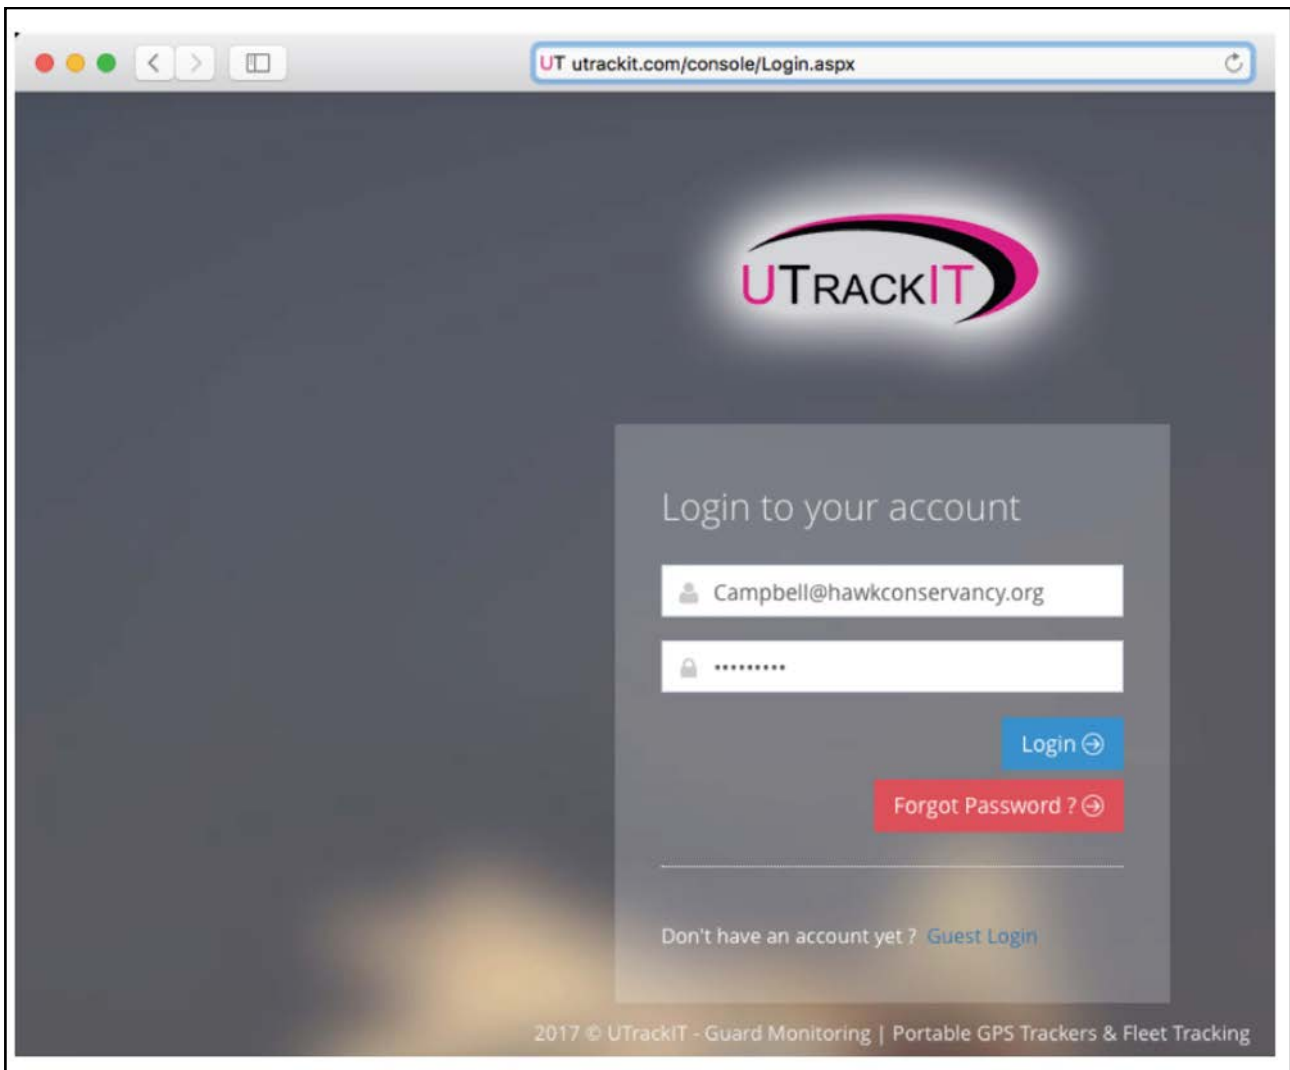 UT utrackit.com/console/Login.aspx
UTRACKIT
Login to your account
Campbell@hawkconservancy.org
•••••••••
Login
Forgot Password ?
Don't have an account yet ? Guest Login
2017 © UTrackIT - Guard Monitoring | Portable GPS Trackers & Fleet Tracking